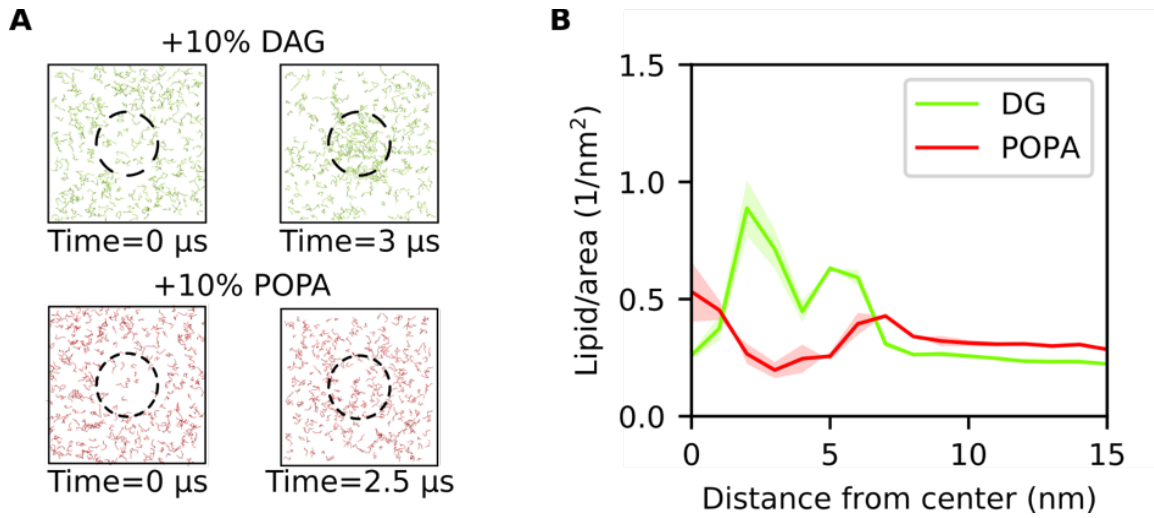 A
+10% DAG
Time=0 μs
Time=3 μs
+10% POPA
Time=0 μs
Time=2.5 μs
B
1.5
1.0
0.5
0.0
Lipid/area (1/nm²)
DG
POPA
0
5
10
15
Distance from center (nm)